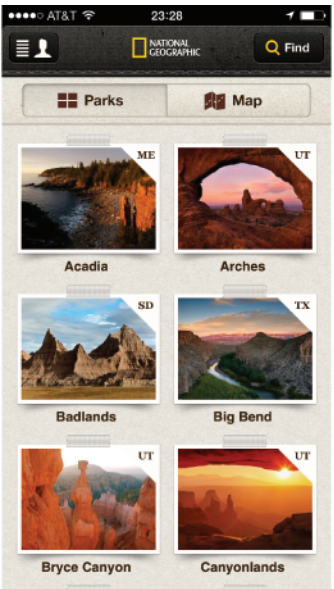 AT&T 23:28
NATIONAL
GEOGRAPHIC
Find
Parks Map
ME UT
Acadia Arches
SD TX
Badlands Big Bend
UT UT
Bryce Canyon Canyonlands